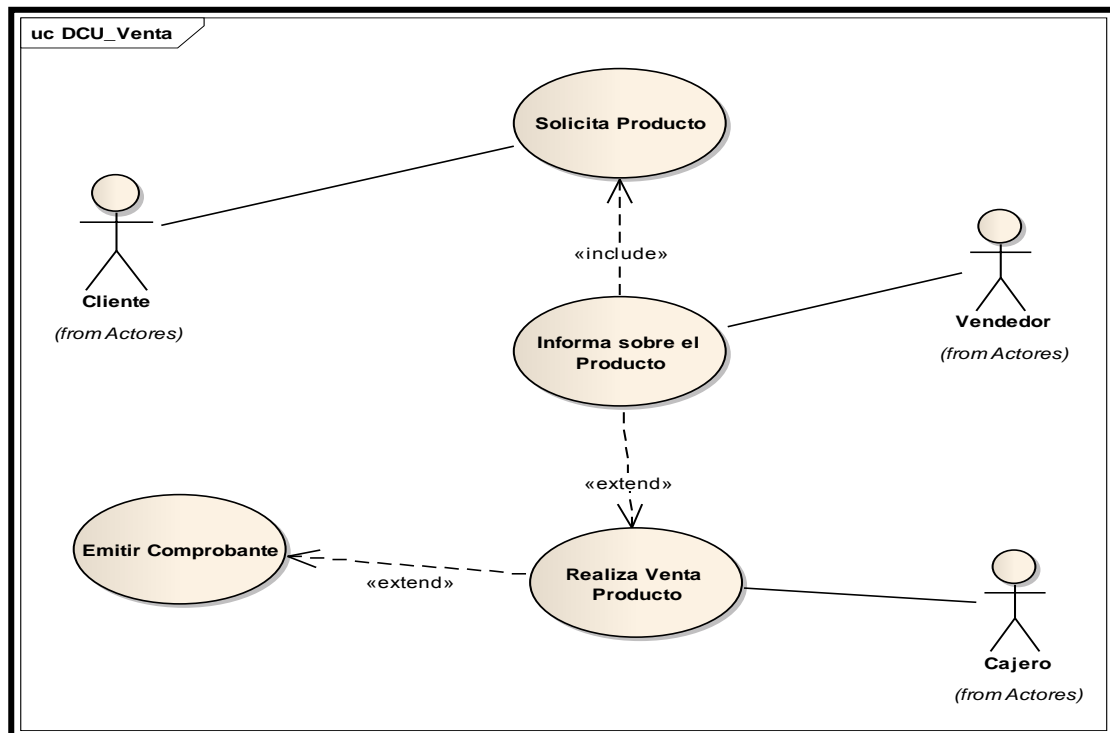 uc DCU_Venta
Solicita Producto
Cliente
(from Actores)
«include»
Vendedor
(from Actores)
Informa sobre el
Producto
«extend»
Emitir Comprobante
«extend»
Realiza Venta
Producto
Cajero
(from Actores)